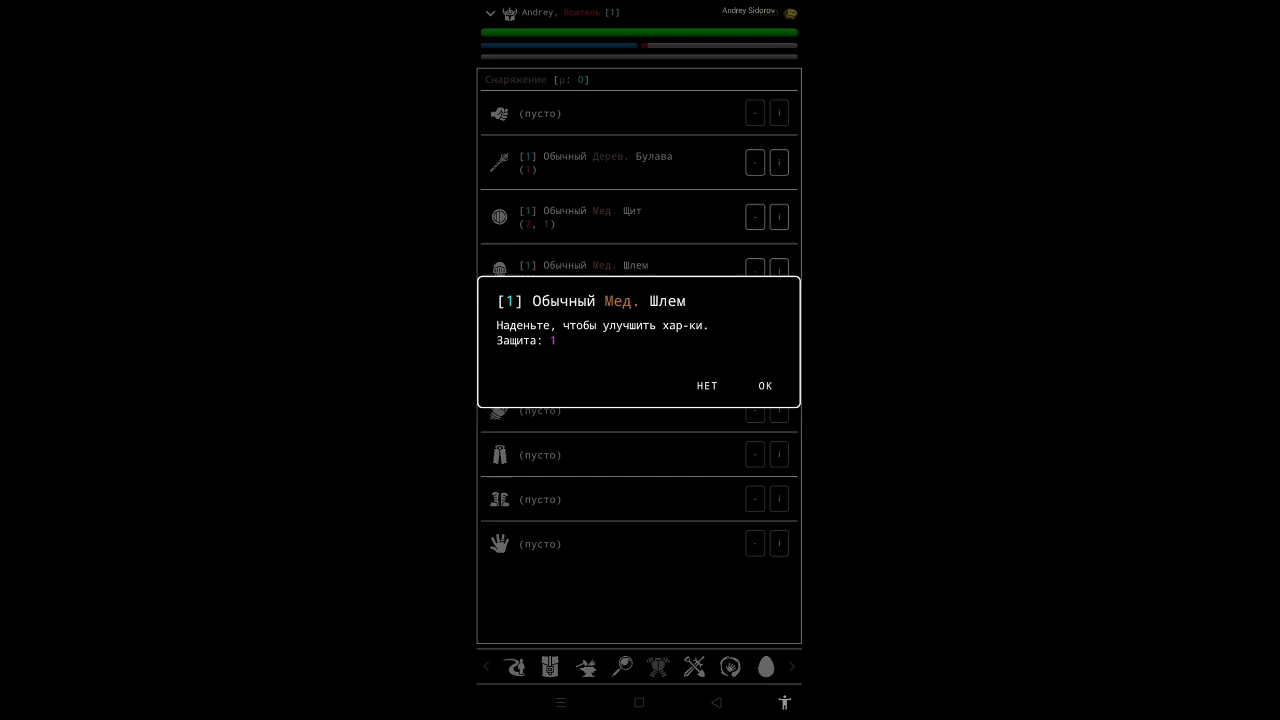 Andrey, Воитель [1]
Andrey Sidorov
Снаряжение [μ: 0]
(пусто)
- i
[1] Обычный Дерев. Булава
(1)
- i
[1] Обычный Мед. Щит
(2, 1)
- i
[1] Обычный Мед. Шлем
- i
[1] Обычный Мед. Шлем
Наденьте, чтобы улучшить хар-ки.
Защита: 1
НЕТ OK
(пусто)
- i
(пусто)
- i
(пусто)
- i
(пусто)
- i